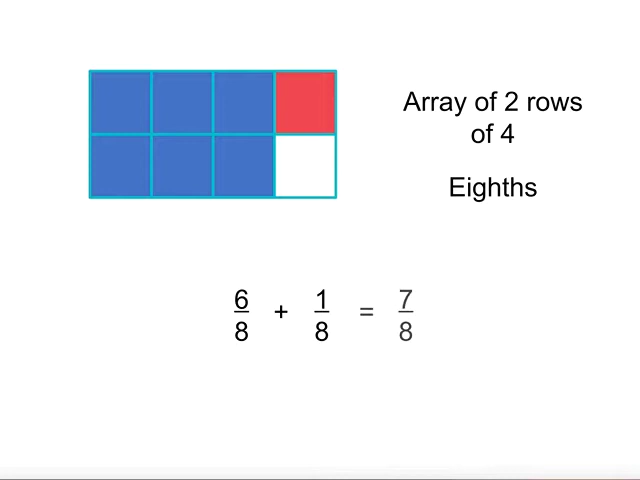 Array of 2 rows
of 4
Eighths
6/8 + 1/8 = 7/8